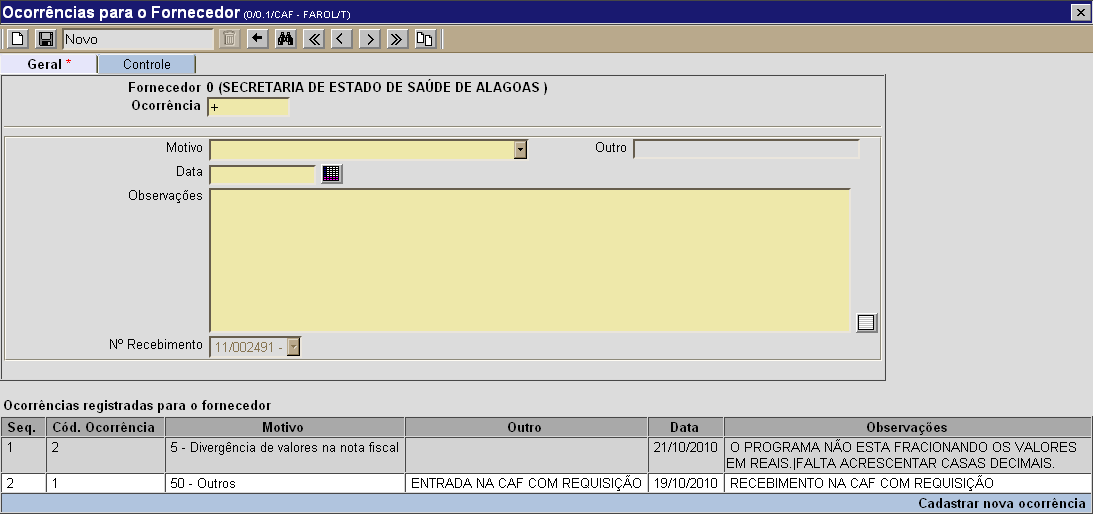 Ocorrências para o Fornecedor (0/0.1/CAF - FAROL/T)
Novo
Geral * Controle
Fornecedor 0 (SECRETARIA DE ESTADO DE SAÚDE DE ALAGOAS )
Ocorrência +
Motivo Outro
Data
Observações
Nº Recebimento 11/002491 -
Ocorrências registradas para o fornecedor
Seq. Cód. Ocorrência Motivo Outro Data Observações
1 2 5 - Divergência de valores na nota fiscal 21/10/2010 O PROGRAMA NÃO ESTA FRACIONANDO OS VALORES
EM REAIS.|FALTA ACRESCENTAR CASAS DECIMAIS.
2 1 50 - Outros ENTRADA NA CAF COM REQUISIÇÃO 19/10/2010 RECEBIMENTO NA CAF COM REQUISIÇÃO
Cadastrar nova ocorrência